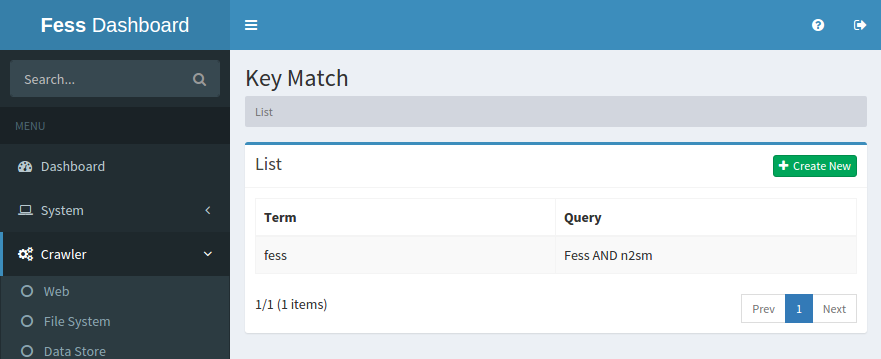 Fess Dashboard
Search...
MENU
Dashboard
System
Crawler
Web
File System
Data Store
Key Match
List
List
Create New
Term Query
fess Fess AND n2sm
1/1 (1 items)
Prev 1 Next